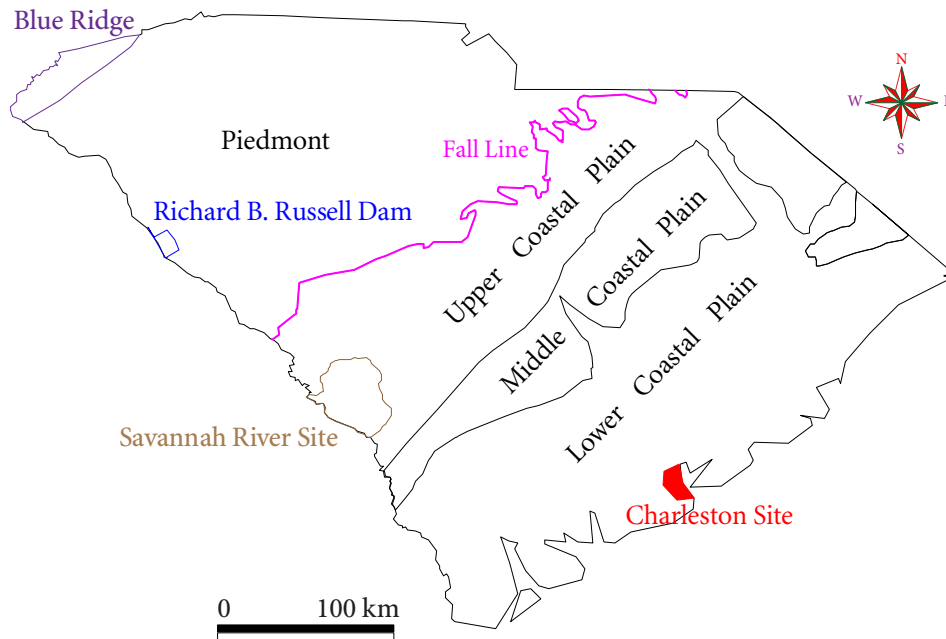 Blue Ridge
N
W
E
S
Piedmont
Fall Line
Richard B. Russell Dam
Upper Coastal Plain
Coastal Plain
Middle
Lower Coastal Plain
Savannah River Site
Charleston Site
0 100 km